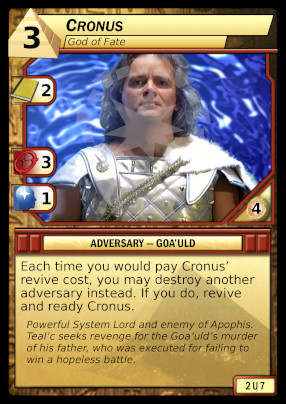 3
CRONUS
God of Fate
2
3
1
4
ADVERSARY — GOA'ULD
Each time you would pay Cronus'
revive cost, you may destroy another
adversary instead. If you do, revive
and ready Cronus.
Powerful System Lord and enemy of Apophis.
Teal'c seeks revenge for the Goa'uld's murder
of his father, who was executed for failing to
win a hopeless battle.
2 U 7